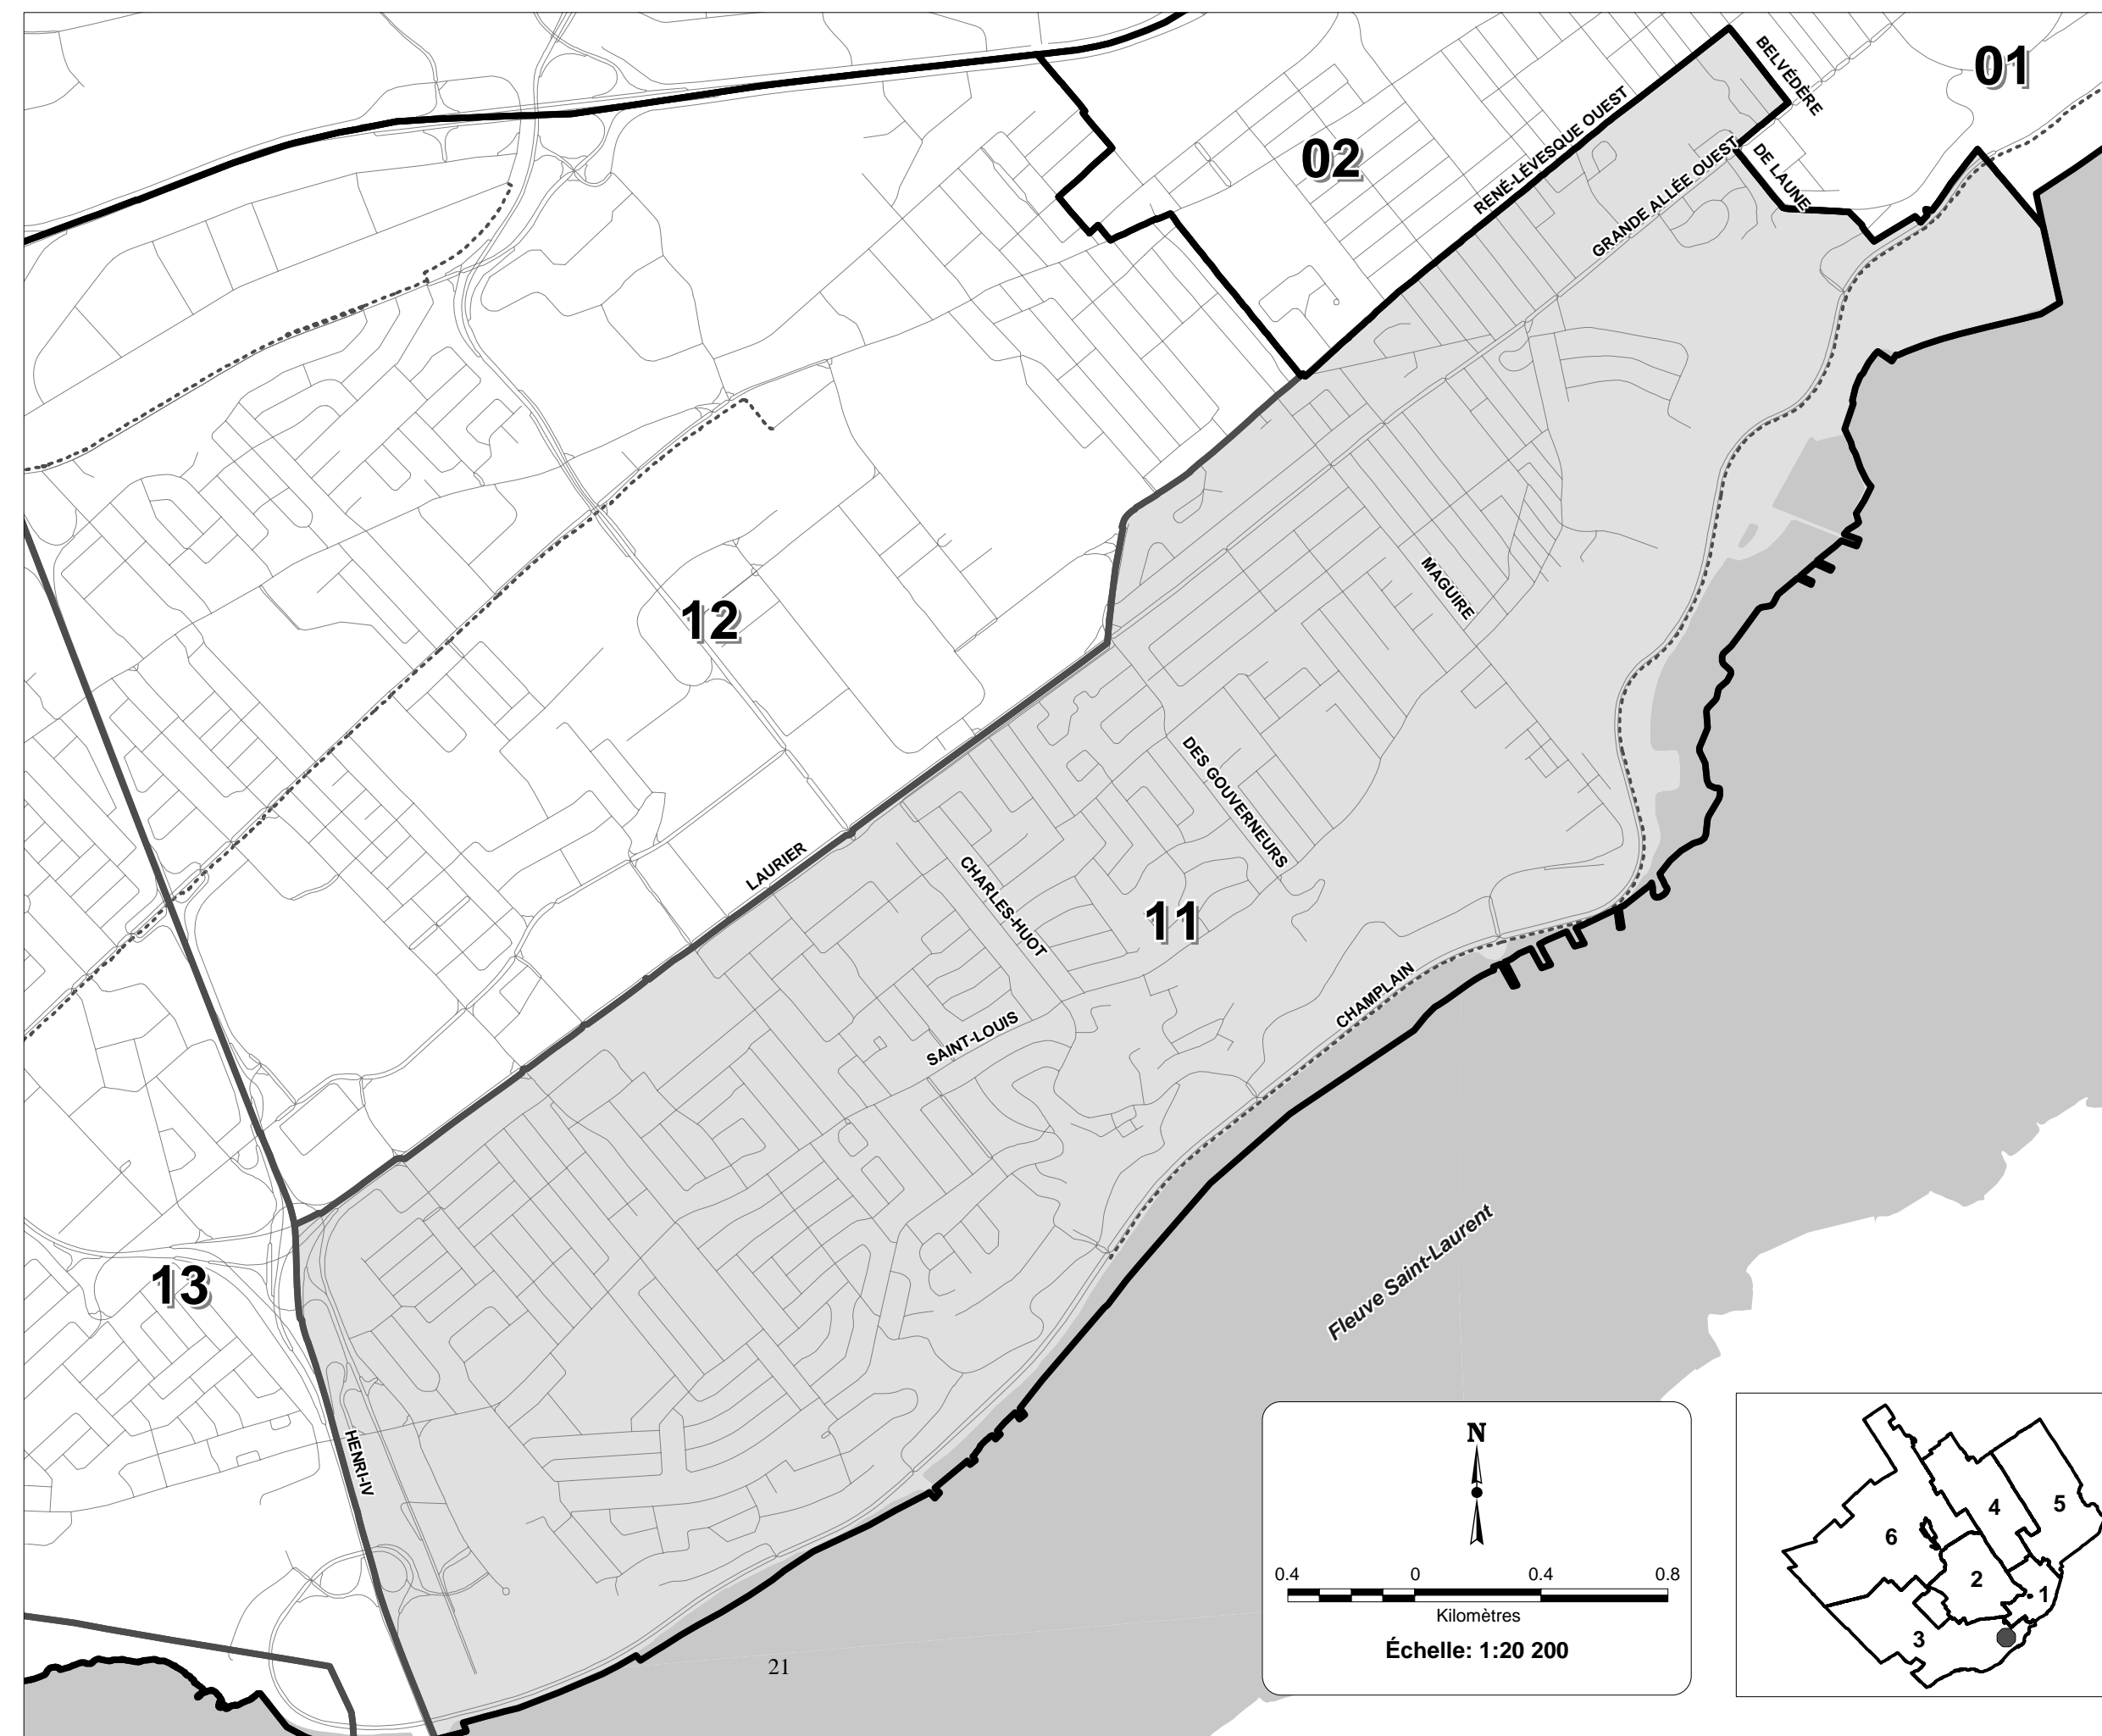 BELVÉDÈRE
01
RENÉ-LÉVESQUE OUEST
02
GRANDE ALLÉE OUEST
DE LAUNE
MAGUIRE
12
DES GOUVERNEURS
LAURIER
CHARLES-HUOT
11
CHAMPLAIN
SAINT-LOUIS
Fleuve Saint-Laurent
13
HENRI-IV
21
N
0.4 0 0.4 0.8
Kilomètres
Échelle: 1:20 200
4
5
6
2
1
3